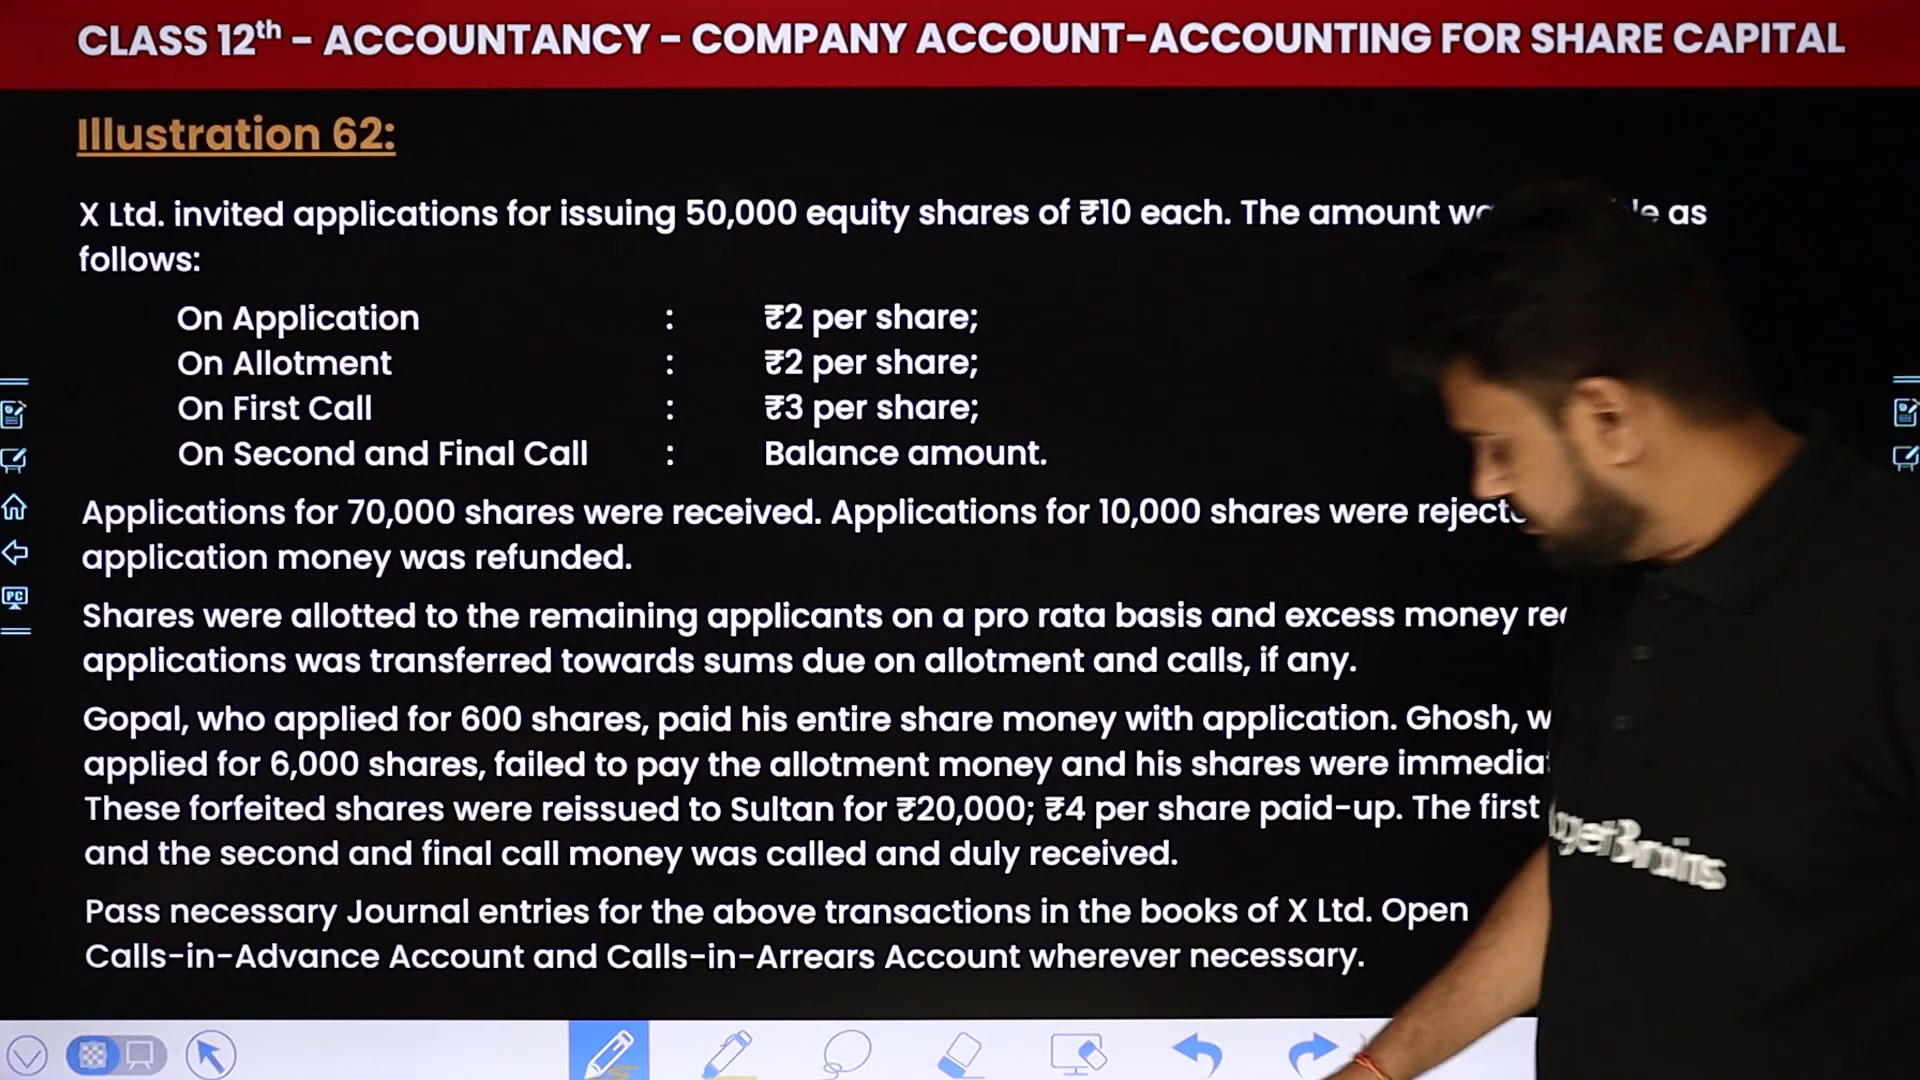 CLASS 12th - ACCOUNTANCY - COMPANY ACCOUNT-ACCOUNTING FOR SHARE CAPITAL
Illustration 62:
X Ltd. invited applications for issuing 50,000 equity shares of ₹10 each. The amount as
follows:
On Application : ₹2 per share;
On Allotment : ₹2 per share;
On First Call : ₹3 per share;
On Second and Final Call : Balance amount.
Applications for 70,000 shares were received. Applications for 10,000 shares were
application money was refunded.
Shares were allotted to the remaining applicants on a pro rata basis and excess money
applications was transferred towards sums due on allotment and calls, if any.
Gopal, who applied for 600 shares, paid his entire share money with application. Ghosh,
applied for 6,000 shares, failed to pay the allotment money and his shares were
These forfeited shares were reissued to Sultan for ₹20,000; ₹4 per share paid-up. The first
and the second and final call money was called and duly received.
Pass necessary Journal entries for the above transactions in the books of X Ltd. Open
Calls-in-Advance Account and Calls-in-Arrears Account wherever necessary.
PC